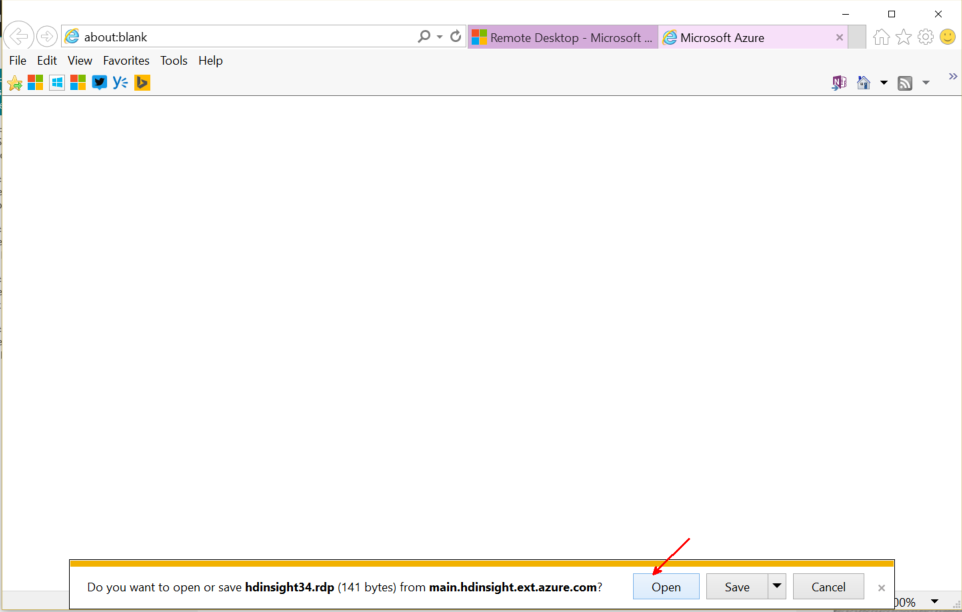 about:blank
Remote Desktop - Microsoft ...
Microsoft Azure
File Edit View Favorites Tools Help
Do you want to open or save hdinsight34.rdp (141 bytes) from main.hdinsight.ext.azure.com?
Open
Save
Cancel
00%